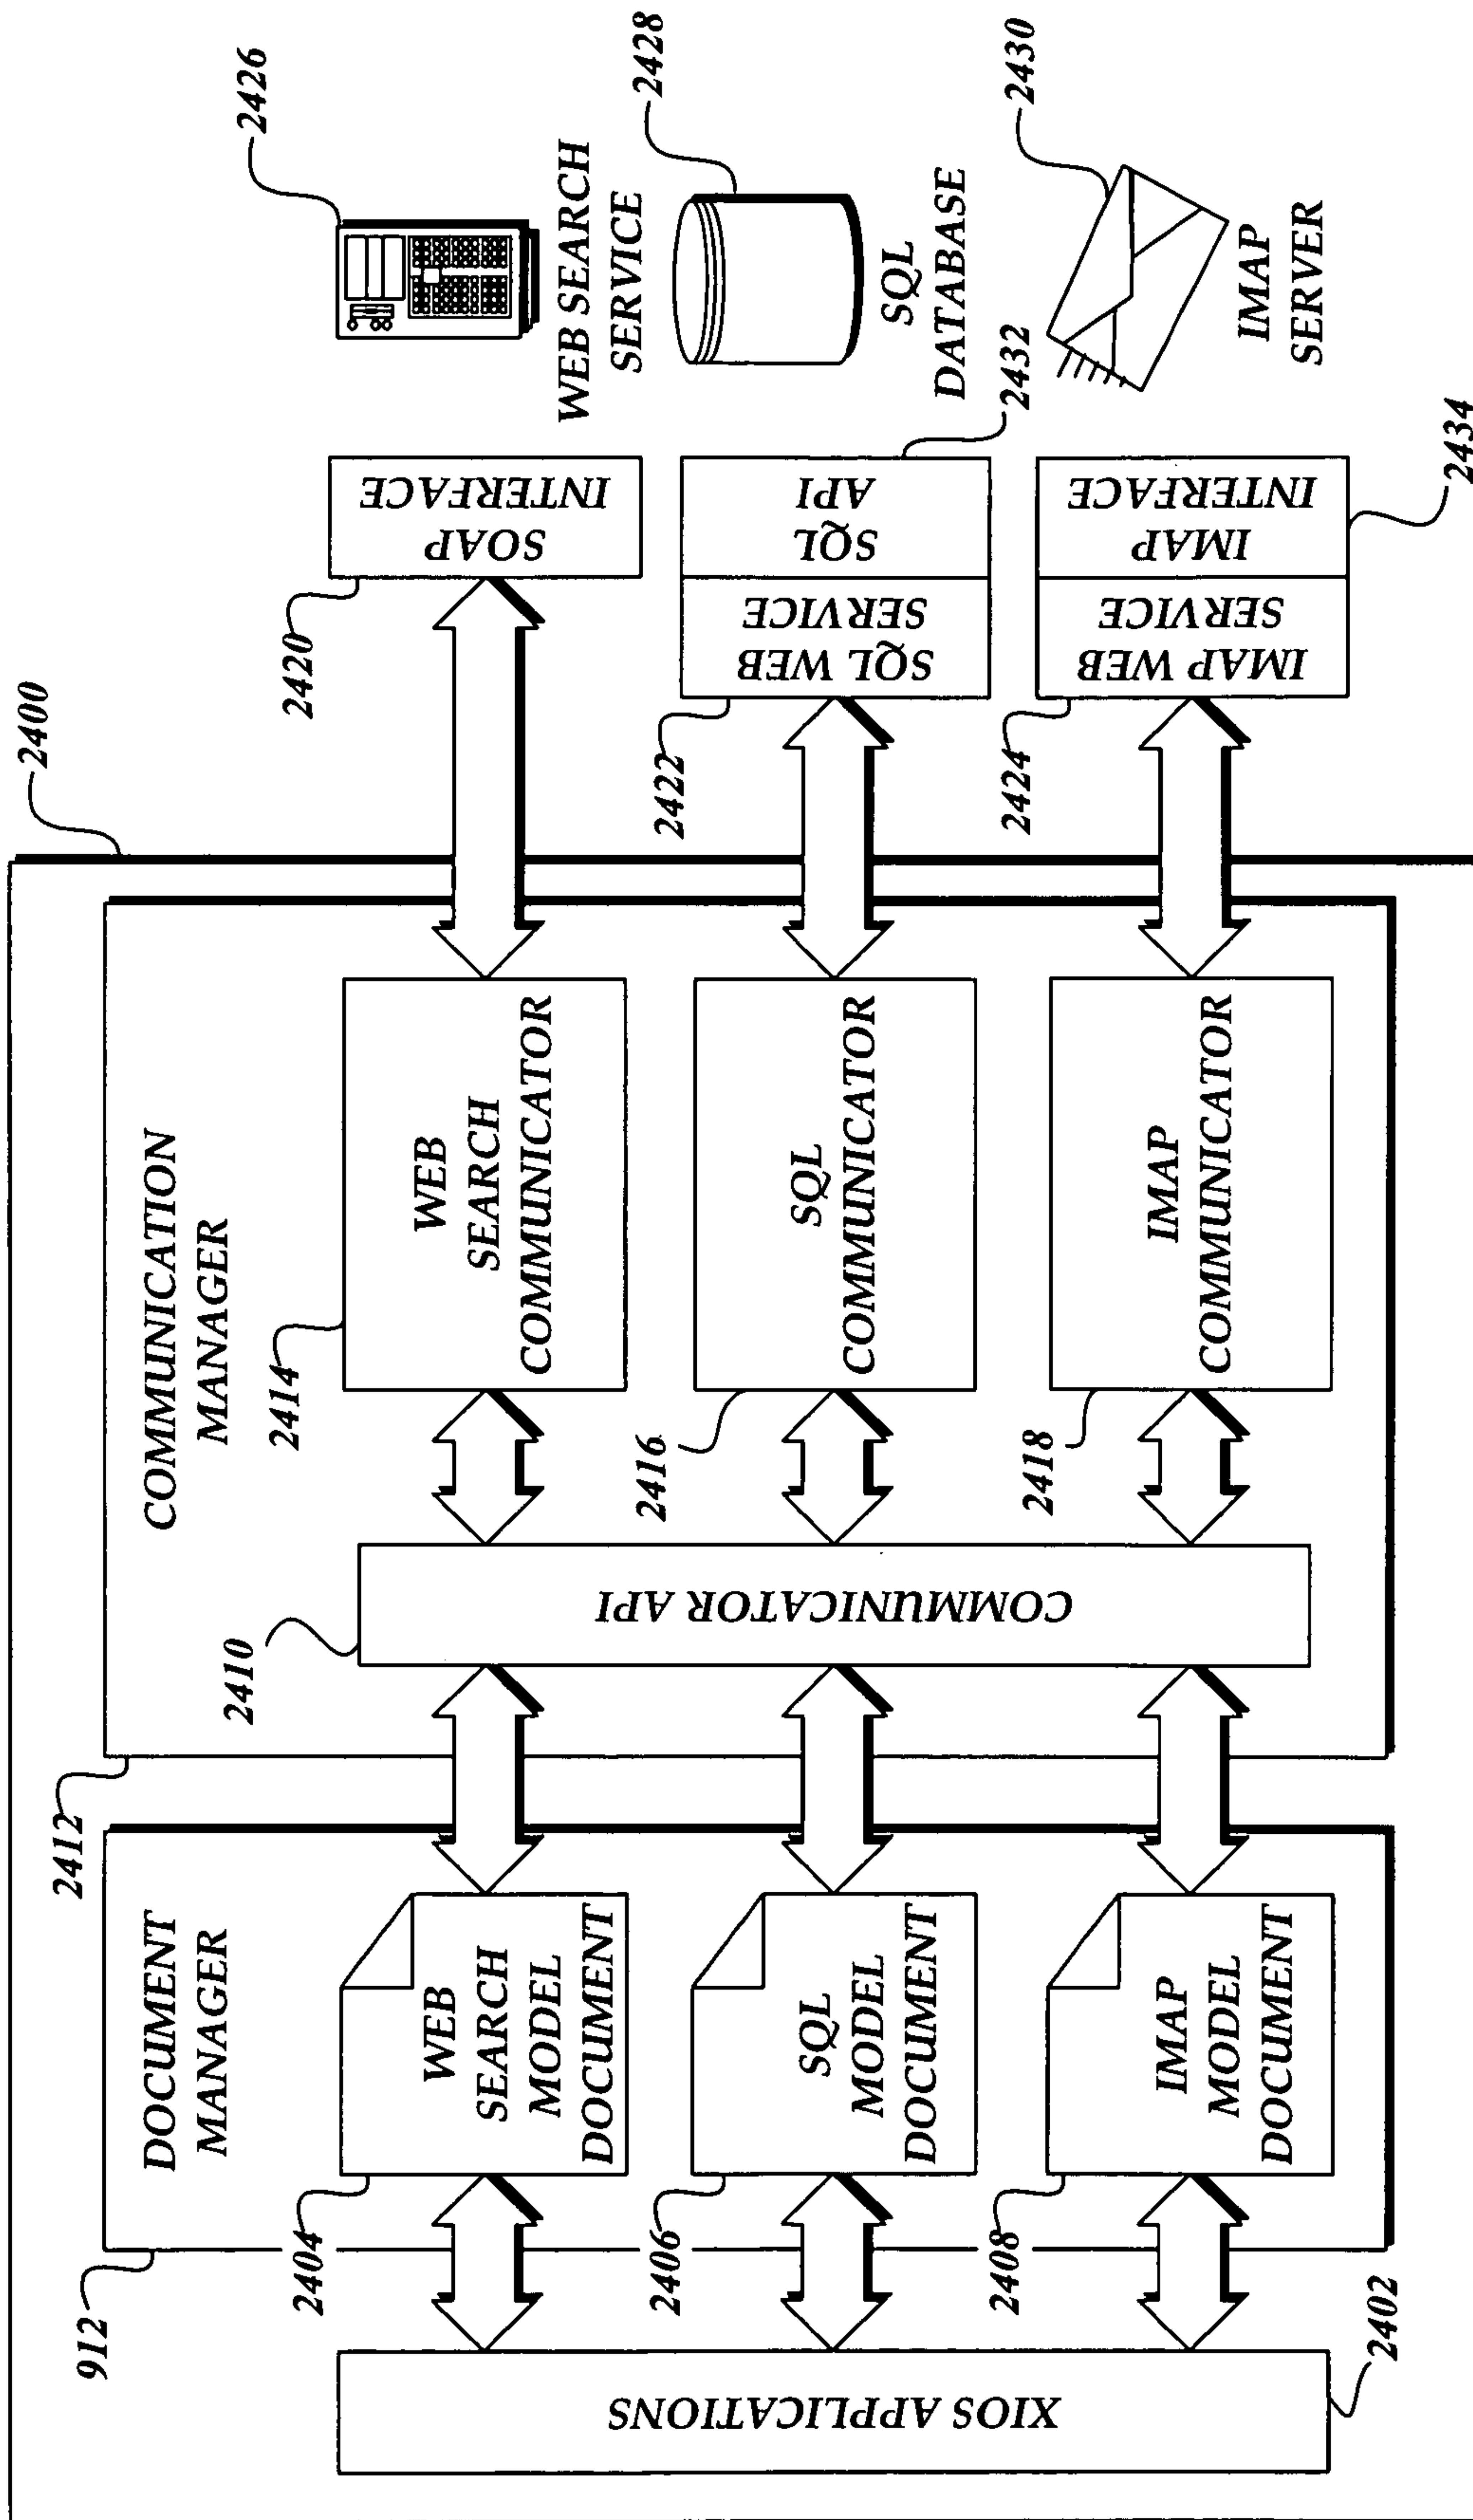 2400
912
DOCUMENT
MANAGER
2412
COMMUNICATION
MANAGER
2410
2414
2420
2426
XIOS APPLICATIONS
2402
2404
WEB
SEARCH
MODEL
DOCUMENT
COMMUNICATOR API
WEB
SEARCH
COMMUNICATOR
SOAP
INTERFACE
WEB SEARCH
SERVICE
2406
SQL
MODEL
DOCUMENT
2416
SQL
COMMUNICATOR
2422
SQL WEB
SERVICE
SQL
API
2432
2428
SQL
DATABASE
2408
IMAP
MODEL
DOCUMENT
2418
IMAP
COMMUNICATOR
2424
IMAP WEB
SERVICE
IMAP
INTERFACE
2434
2430
IMAP
SERVER